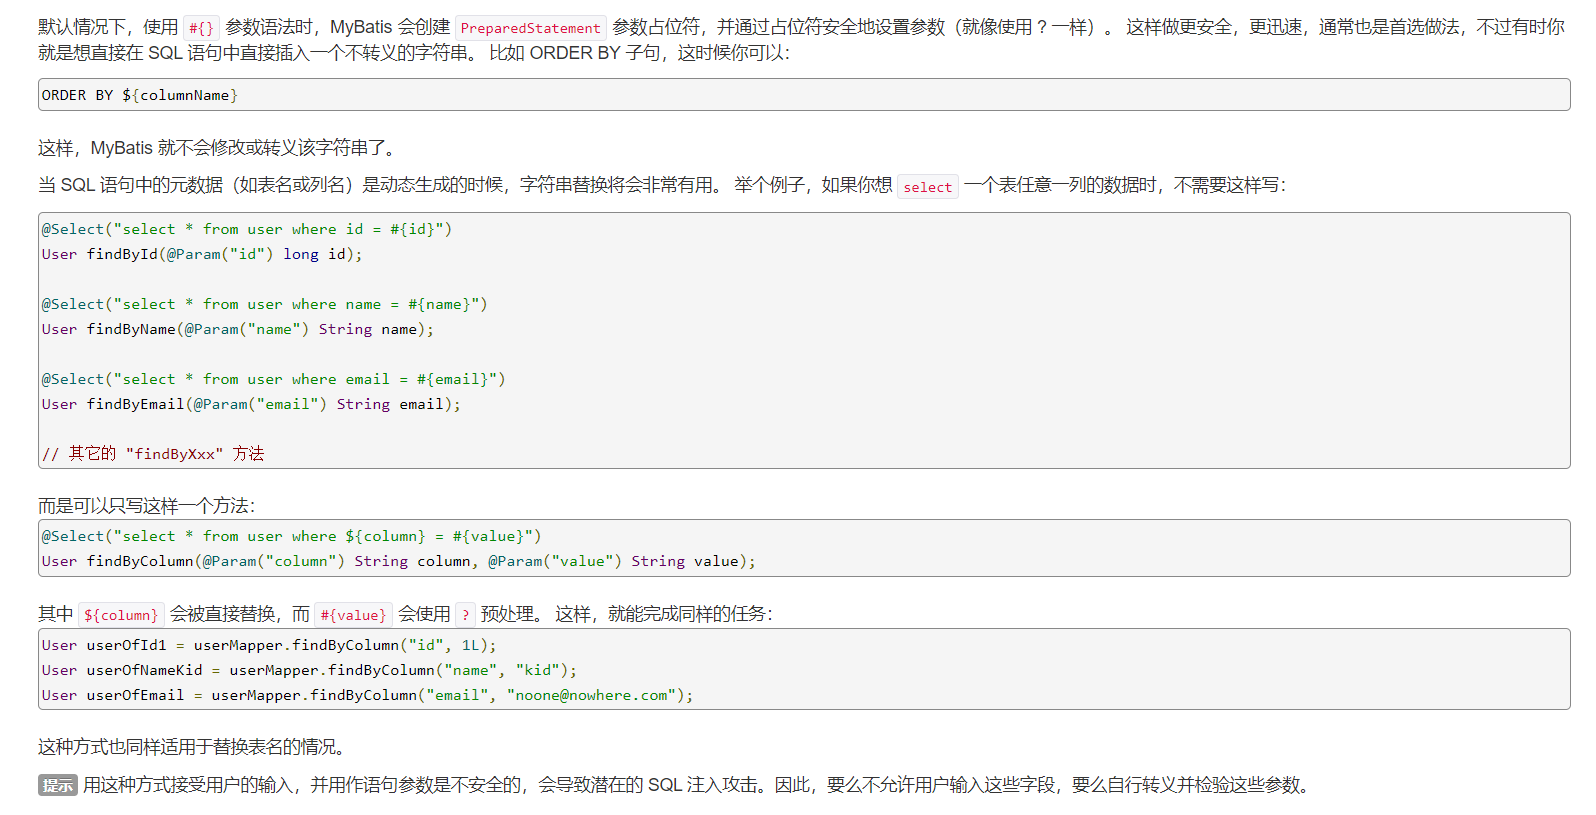 默认情况下，使用 #{} 参数语法时，MyBatis 会创建 PreparedStatement 参数占位符，并通过占位符安全地设置参数（就像使用 ? 一样）。 这样做更安全，更迅速，通常也是首选做法，不过有时你
就是想直接在 SQL 语句中直接插入一个不转义的字符串。 比如 ORDER BY 子句，这时候你可以：
ORDER BY ${columnName}
这样，MyBatis 就不会修改或转义该字符串了。
当 SQL 语句中的元数据（如表名或列名）是动态生成的时候，字符串替换将会非常有用。 举个例子，如果你想 select 一个表任意一列的数据时，不需要这样写：
@Select("select * from user where id = #{id}")
User findById(@Param("id") long id);
@Select("select * from user where name = #{name}")
User findByName(@Param("name") String name);
@Select("select * from user where email = #{email}")
User findByEmail(@Param("email") String email);
// 其它的 "findByXxx" 方法
而是可以只写这样一个方法：
@Select("select * from user where ${column} = #{value}")
User findByColumn(@Param("column") String column, @Param("value") String value);
其中 ${column} 会被直接替换，而 #{value} 会使用 ? 预处理。 这样，就能完成同样的任务：
User userOfId1 = userMapper.findByColumn("id", 1L);
User userOfNameKid = userMapper.findByColumn("name", "kid");
User userOfEmail = userMapper.findByColumn("email", "noone@nowhere.com");
这种方式也同样适用于替换表名的情况。
提示 用这种方式接受用户的输入，并用作语句参数是不安全的，会导致潜在的 SQL 注入攻击。因此，要么不允许用户输入这些字段，要么自行转义并检验这些参数。